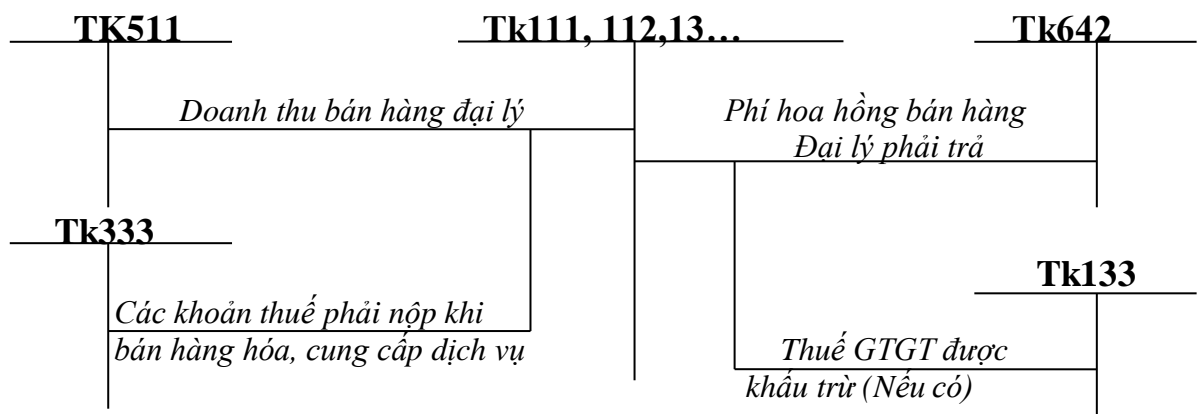 TK511
Tk111, 112,13…
Tk642
Doanh thu bán hàng đại lý
Phí hoa hồng bán hàng
Đại lý phải trả
Tk333
Tk133
Các khoản thuế phải nộp khi
bán hàng hóa, cung cấp dịch vụ
Thuế GTGT được
khấu trừ (Nếu có)